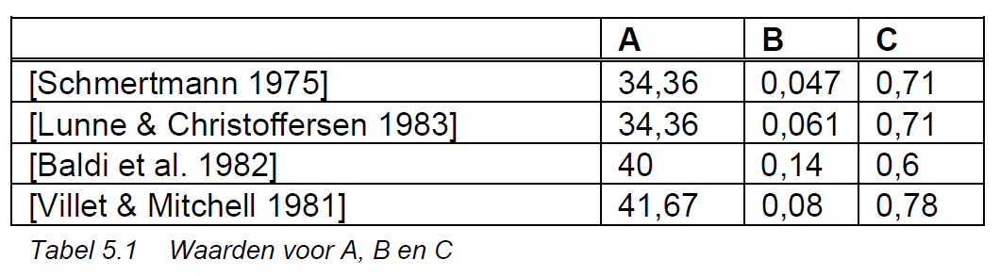 A B C
[Schmertmann 1975] 34,36 0,047 0,71
[Lunne & Christoffersen 1983] 34,36 0,061 0,71
[Baldi et al. 1982] 40 0,14 0,6
[Villet & Mitchell 1981] 41,67 0,08 0,78
Tabel 5.1 Waarden voor A, B en C